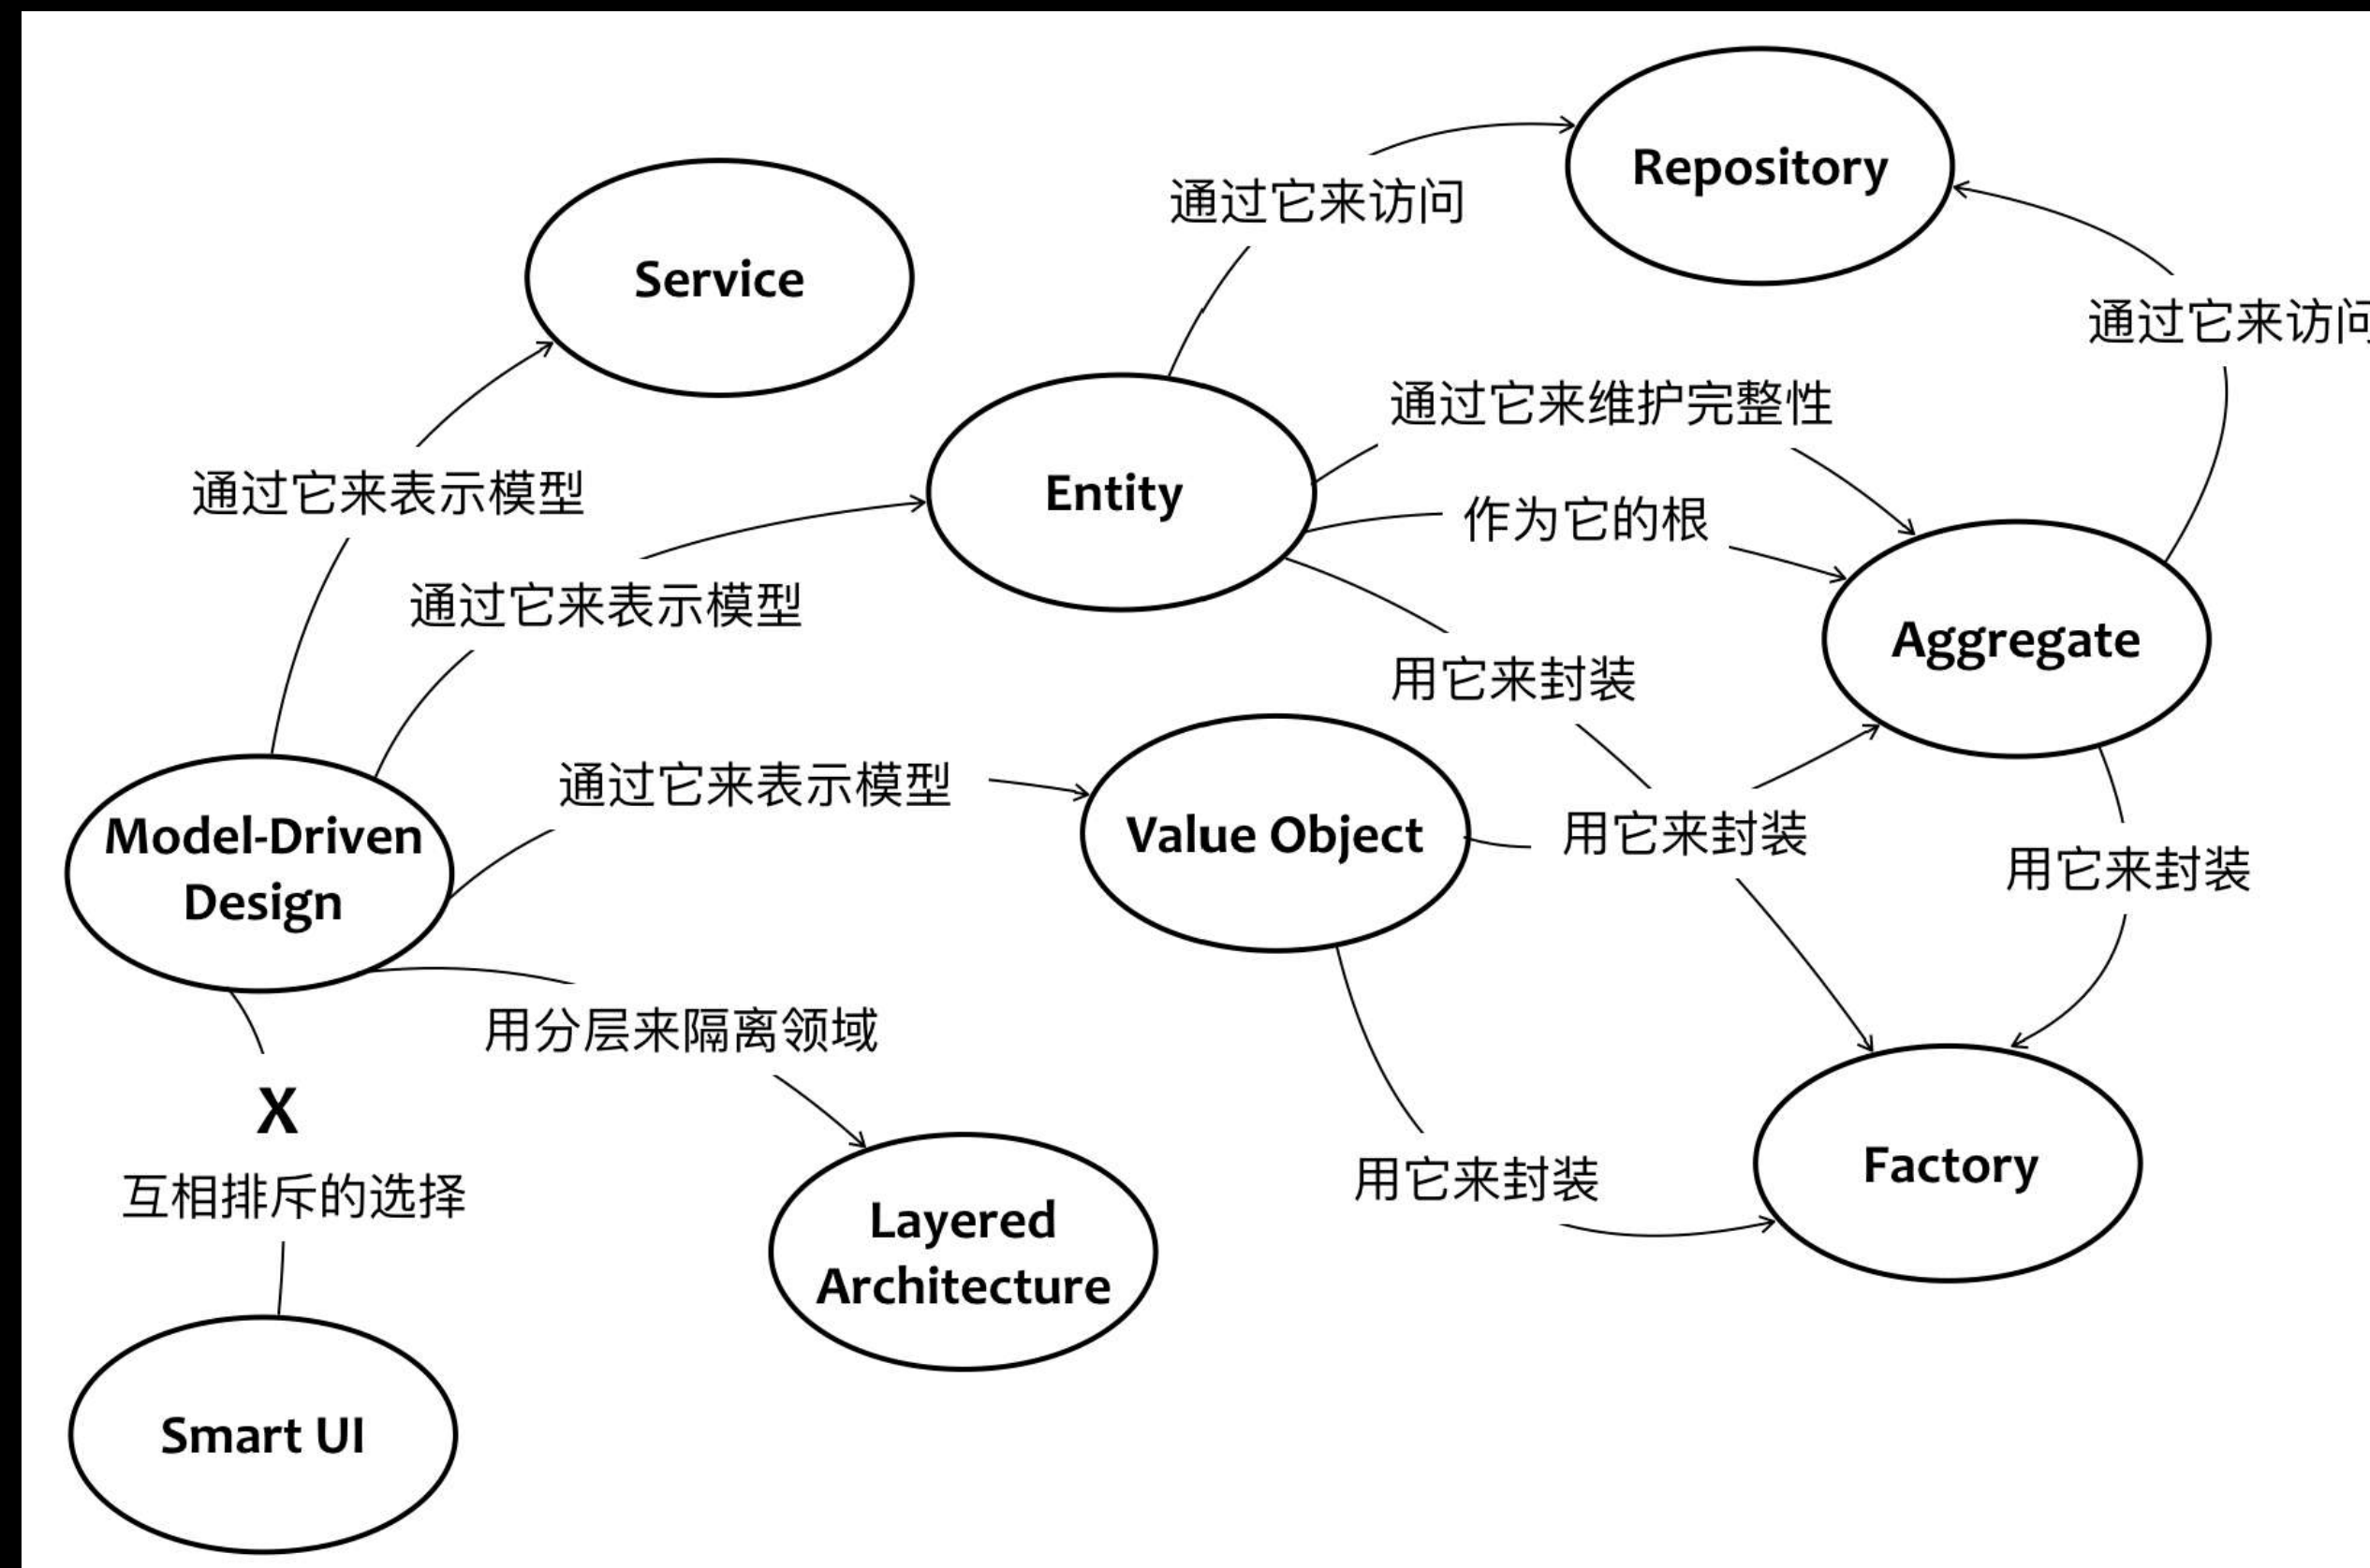 Repository
通过它来访问
Service
通过它来访问
通过它来维护完整性
Entity
通过它来表示模型
作为它的根
通过它来表示模型
Aggregate
用它来封装
通过它来表示模型
Value Object
用它来封装
Model-Driven
Design
用它来封装
用分层来隔离领域
X
Factory
用它来封装
互相排斥的选择
Layered
Architecture
Smart UI